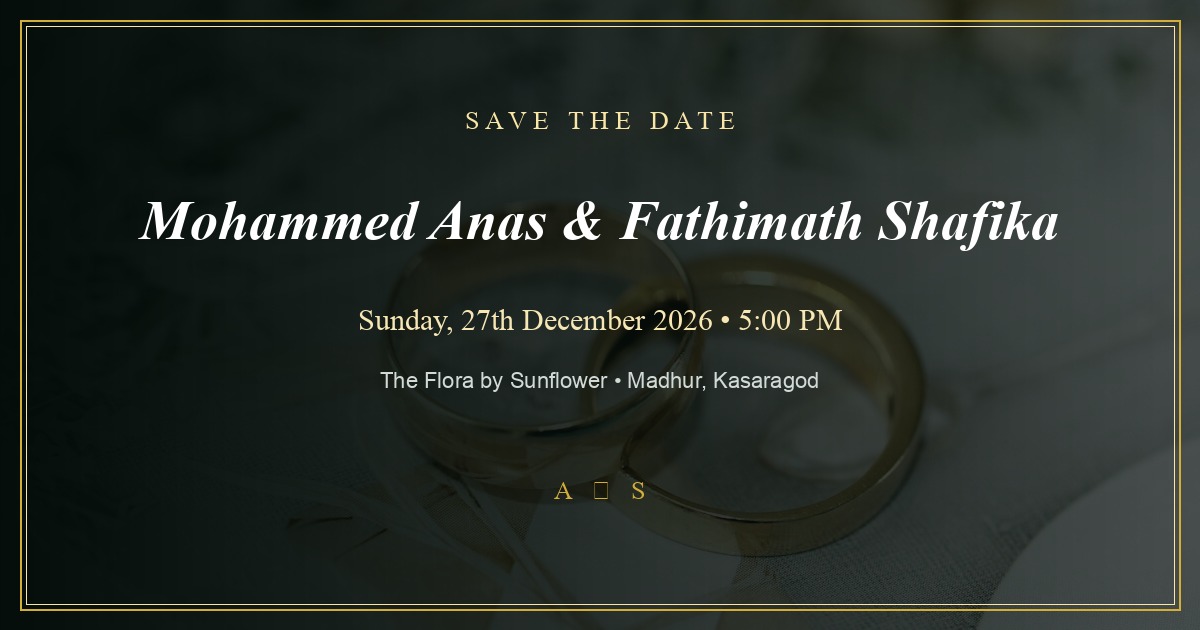 SAVE THE DATE
Mohammed Anas & Fathimath Shafika
Sunday, 27th December 2026 • 5:00 PM
The Flora by Sunflower • Madhur, Kasaragod
A □ S